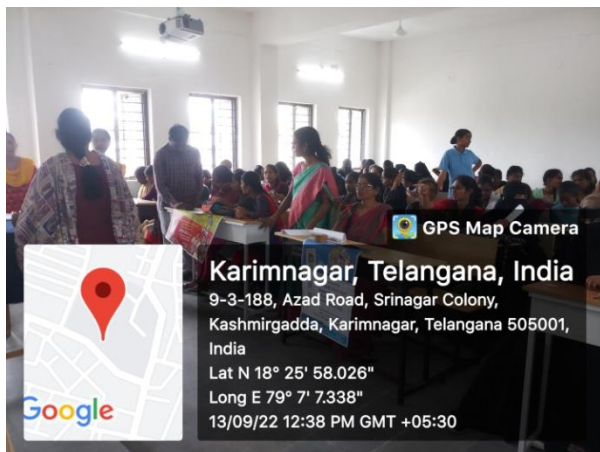 GPS Map Camera
Karimnagar, Telangana, India
9-3-188, Azad Road, Srinagar Colony,
Kashmirgadda, Karimnagar, Telangana 505001,
India
Lat N 18° 25' 58.026"
Long E 79° 7' 7.338"
13/09/22 12:38 PM GMT +05:30
Google